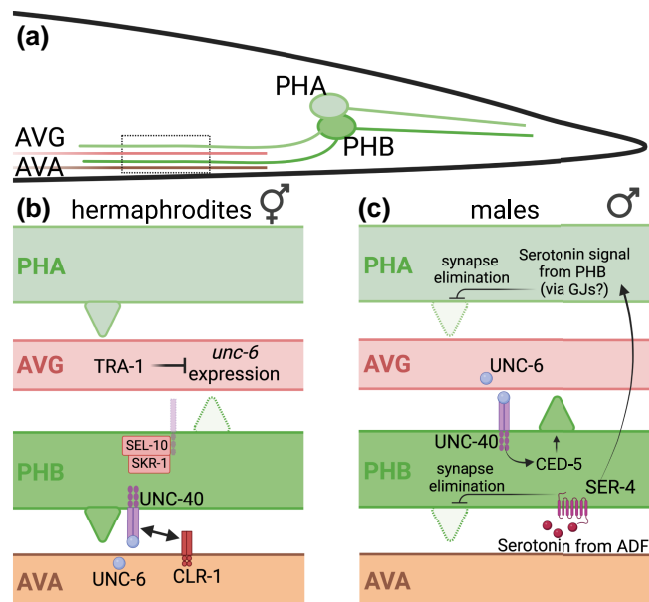 (a)
PHA
PHB
AVG
AVA
(b) hermaphrodites ⚥
PHA
AVG
TRA-1
unc-6
expression
SEL-10
SKR-1
PHB
UNC-40
UNC-6
CLR-1
AVA
(c) males ♂
PHA
synapse
elimination
Serotonin signal
from PHB
(via GJs?)
AVG
UNC-6
UNC-40
CED-5
PHB
synapse
elimination
SER-4
Serotonin from ADF
AVA